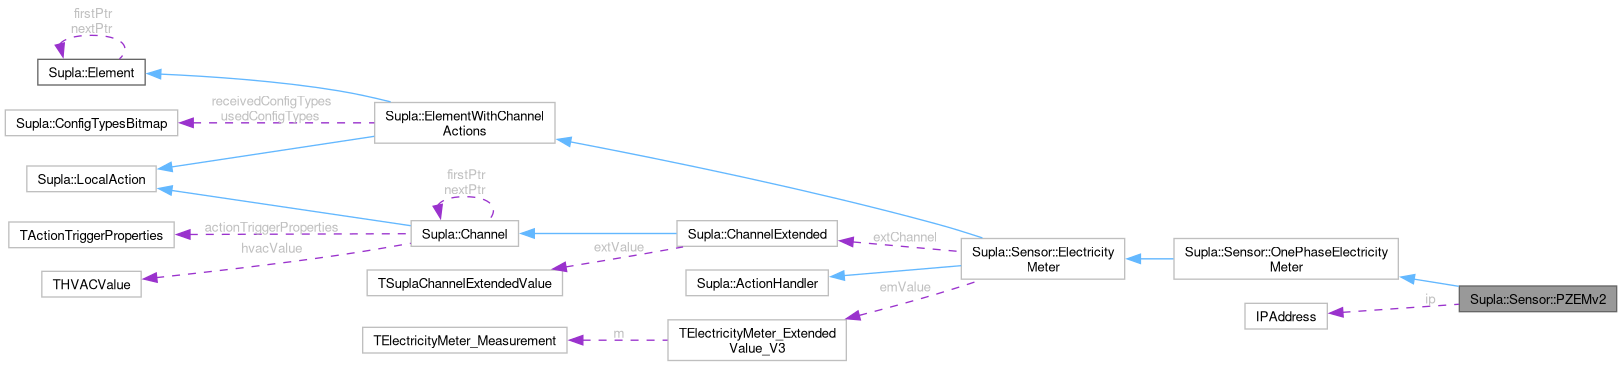 firstPtr
nextPtr
Supla::Element
receivedConfigTypes
usedConfigTypes
Supla::ConfigTypesBitmap
Supla::ElementWithChannel
Actions
Supla::LocalAction
firstPtr
nextPtr
actionTriggerProperties
TActionTriggerProperties
Supla::Channel
Supla::ChannelExtended
extChannel
hvacValue
extValue
Supla::Sensor::Electricity
Meter
Supla::Sensor::OnePhaseElectricity
Meter
THVACValue
TSuplaChannelExtendedValue
Supla::ActionHandler
emValue
ip
Supla::Sensor::PZEMv2
IPAddress
TElectricityMeter_Measurement
m
TElectricityMeter_Extended
Value_V3